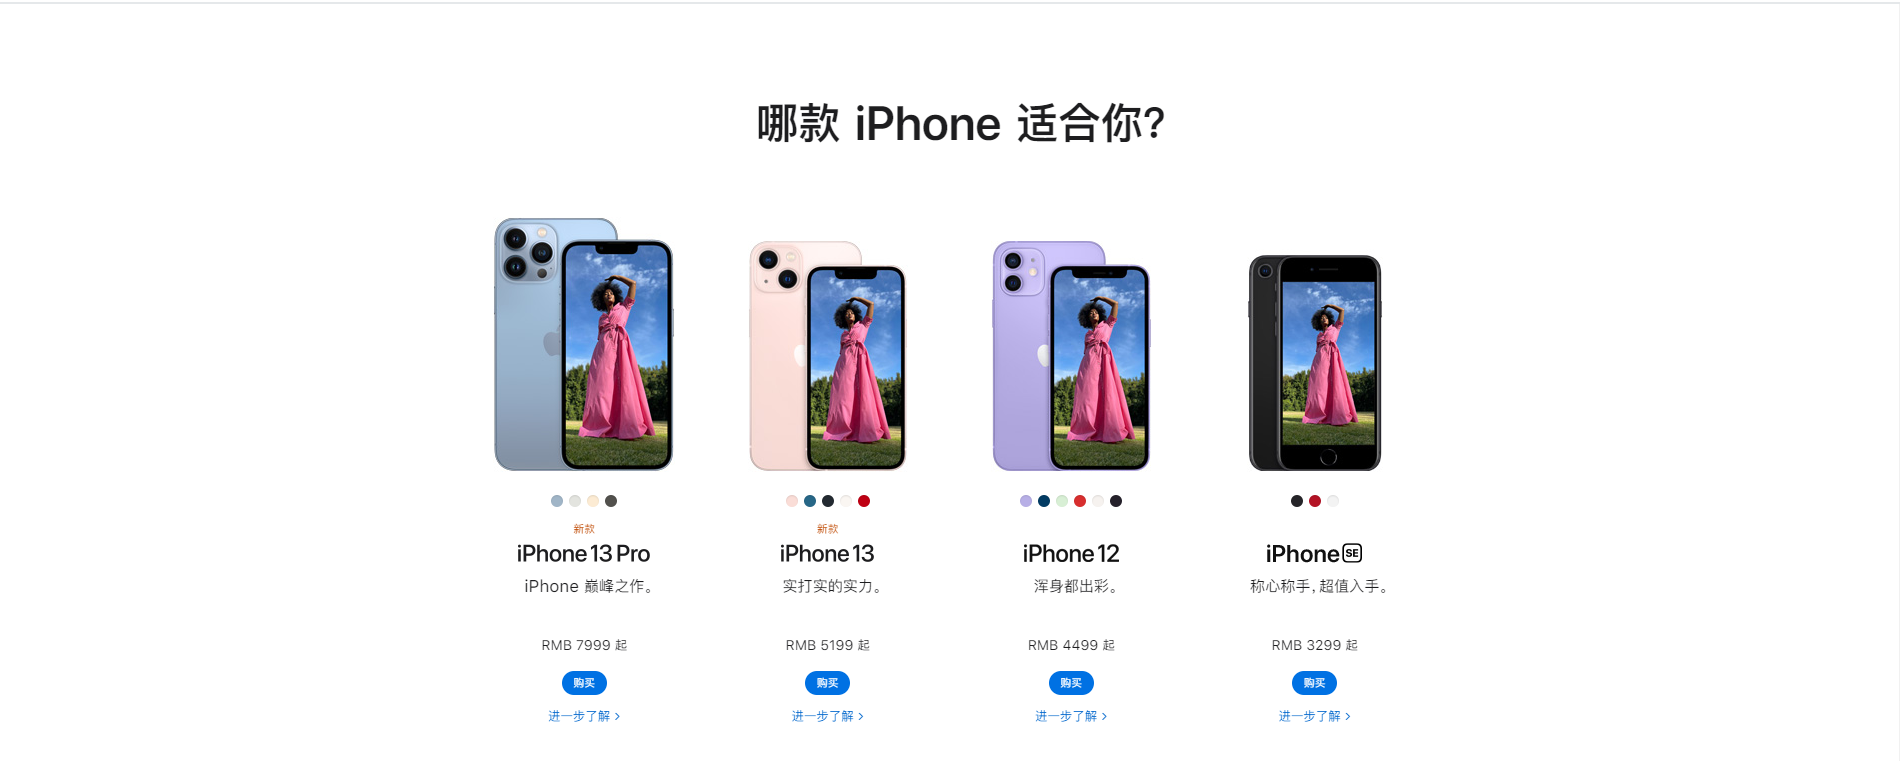 哪款 iPhone 适合你?
新款
iPhone 13 Pro
iPhone 巅峰之作。
RMB 7999 起
购买
进一步了解 >
新款
iPhone 13
实打实的实力。
RMB 5199 起
购买
进一步了解 >
iPhone 12
浑身都出彩。
RMB 4499 起
购买
进一步了解 >
iPhone SE
称心称手，超值入手。
RMB 3299 起
购买
进一步了解 >